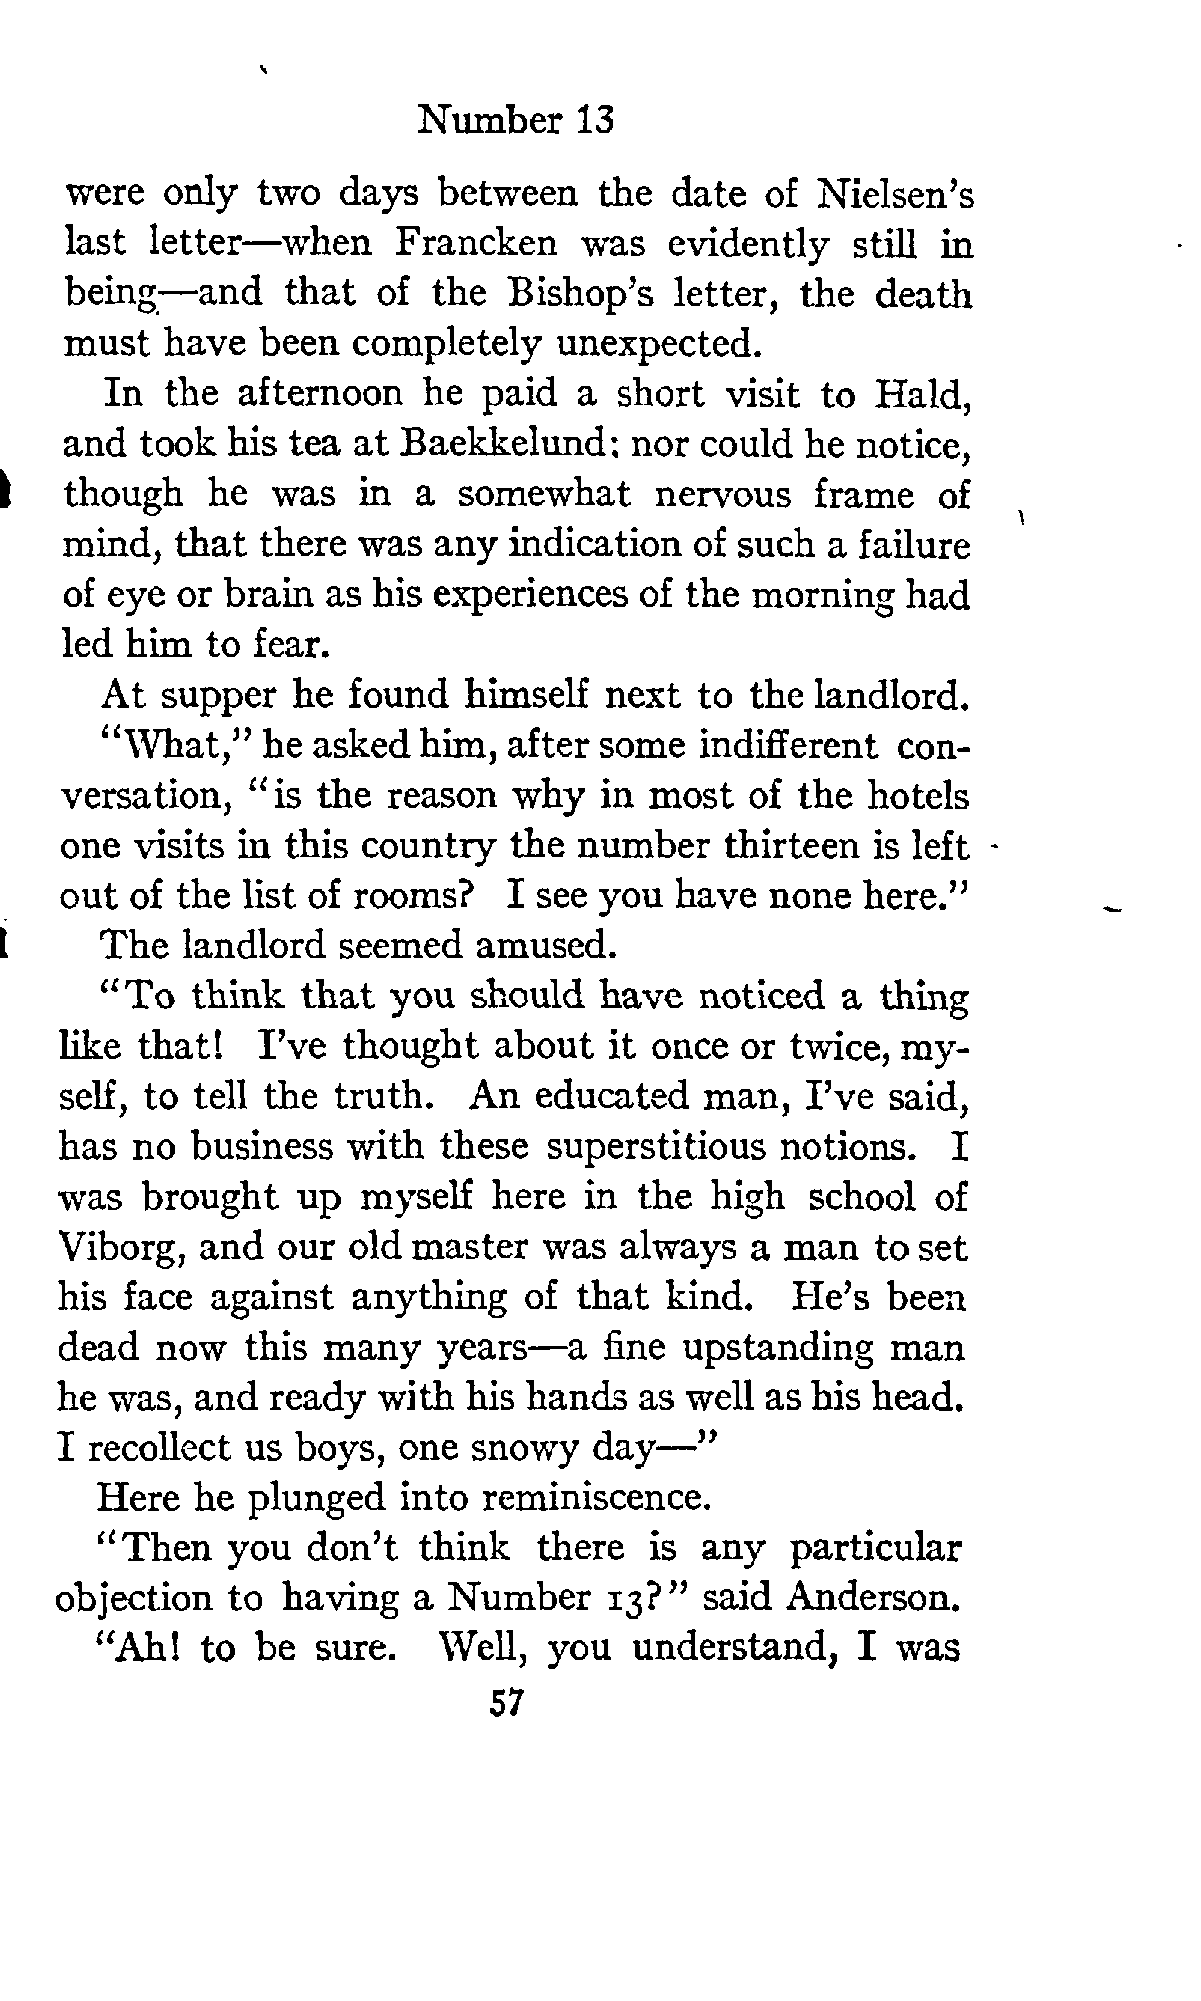 Number 13
were only two days between the date of Nielsen's
last letter—when Francken was evidently still in
being—and that of the Bishop's letter, the death
must have been completely unexpected.
In the afternoon he paid a short visit to Hald,
and took his tea at Baekkelund; nor could he notice,
though he was in a somewhat nervous frame of
mind, that there was any indication of such a failure
of eye or brain as his experiences of the morning had
led him to fear.
At supper he found himself next to the landlord.
"What," he asked him, after some indifferent con-
versation, "is the reason why in most of the hotels
one visits in this country the number thirteen is left
out of the list of rooms? I see you have none here."
The landlord seemed amused.
"To think that you should have noticed a thing
like that! I've thought about it once or twice, my-
self, to tell the truth. An educated man, I've said,
has no business with these superstitious notions. I
was brought up myself here in the high school of
Viborg, and our old master was always a man to set
his face against anything of that kind. He's been
dead now this many years—a fine upstanding man
he was, and ready with his hands as well as his head.
I recollect us boys, one snowy day—"
Here he plunged into reminiscence.
"Then you don't think there is any particular
objection to having a Number 13?" said Anderson.
"Ah! to be sure. Well, you understand, I was
57